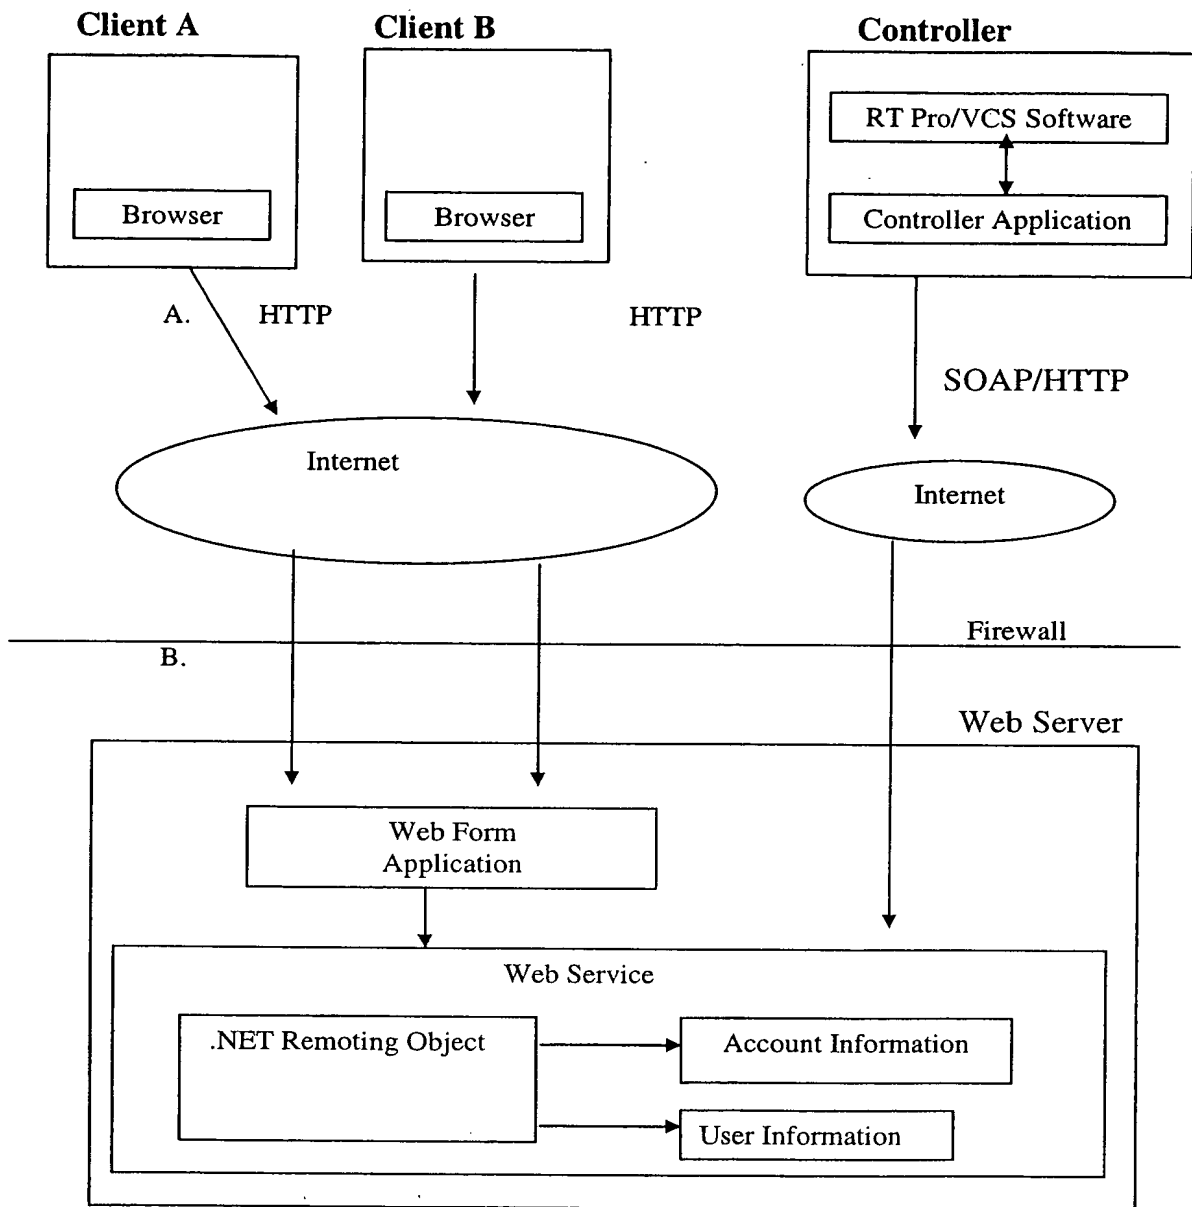 Client A
Client B
Controller
RT Pro/VCS Software
Browser
Browser
Controller Application
A.
HTTP
HTTP
SOAP/HTTP
Internet
Internet
Firewall
B.
Web Server
Web Form
Application
Web Service
.NET Remoting Object
Account Information
User Information